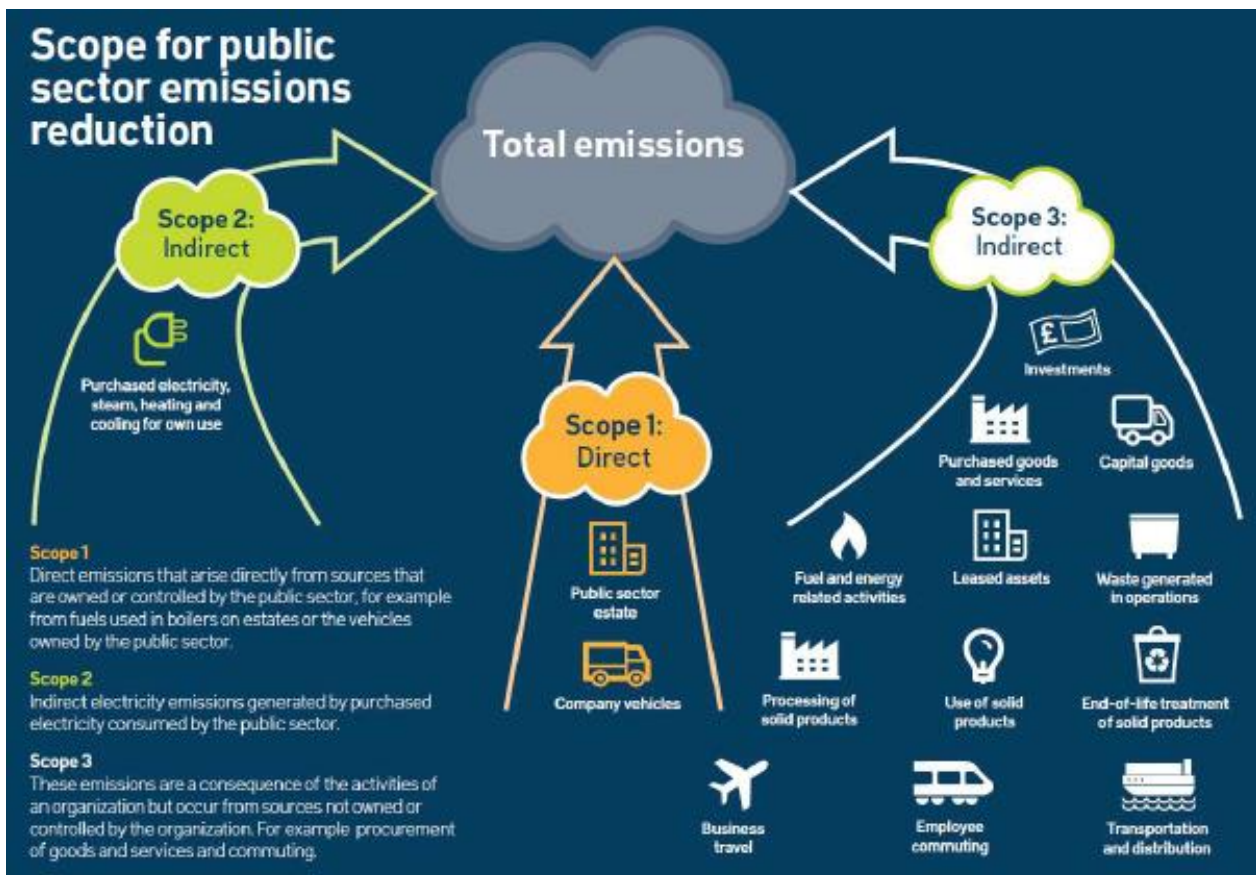 Scope for public
sector emissions
reduction
Total emissions
Scope 2:
Indirect
Purchased electricity,
steam, heating and
cooling for own use
Scope 1:
Direct
Public sector
estate
Company vehicles
Scope 3:
Indirect
£
Investments
Purchased goods
and services
Capital goods
Fuel and energy
related activities
Leased assets
Waste generated
in operations
Processing of
solid products
Use of solid
products
End-of-life treatment
of solid products
Business
travel
Employee
commuting
Transportation
and distribution
Scope 1
Direct emissions that arise directly from sources that
are owned or controlled by the public sector, for example
from fuels used in boilers on estates or the vehicles
owned by the public sector.
Scope 2
Indirect electricity emissions generated by purchased
electricity consumed by the public sector.
Scope 3
These emissions are a consequence of the activities of
an organization but occur from sources not owned or
controlled by the organization. For example procurement
of goods and services and commuting.